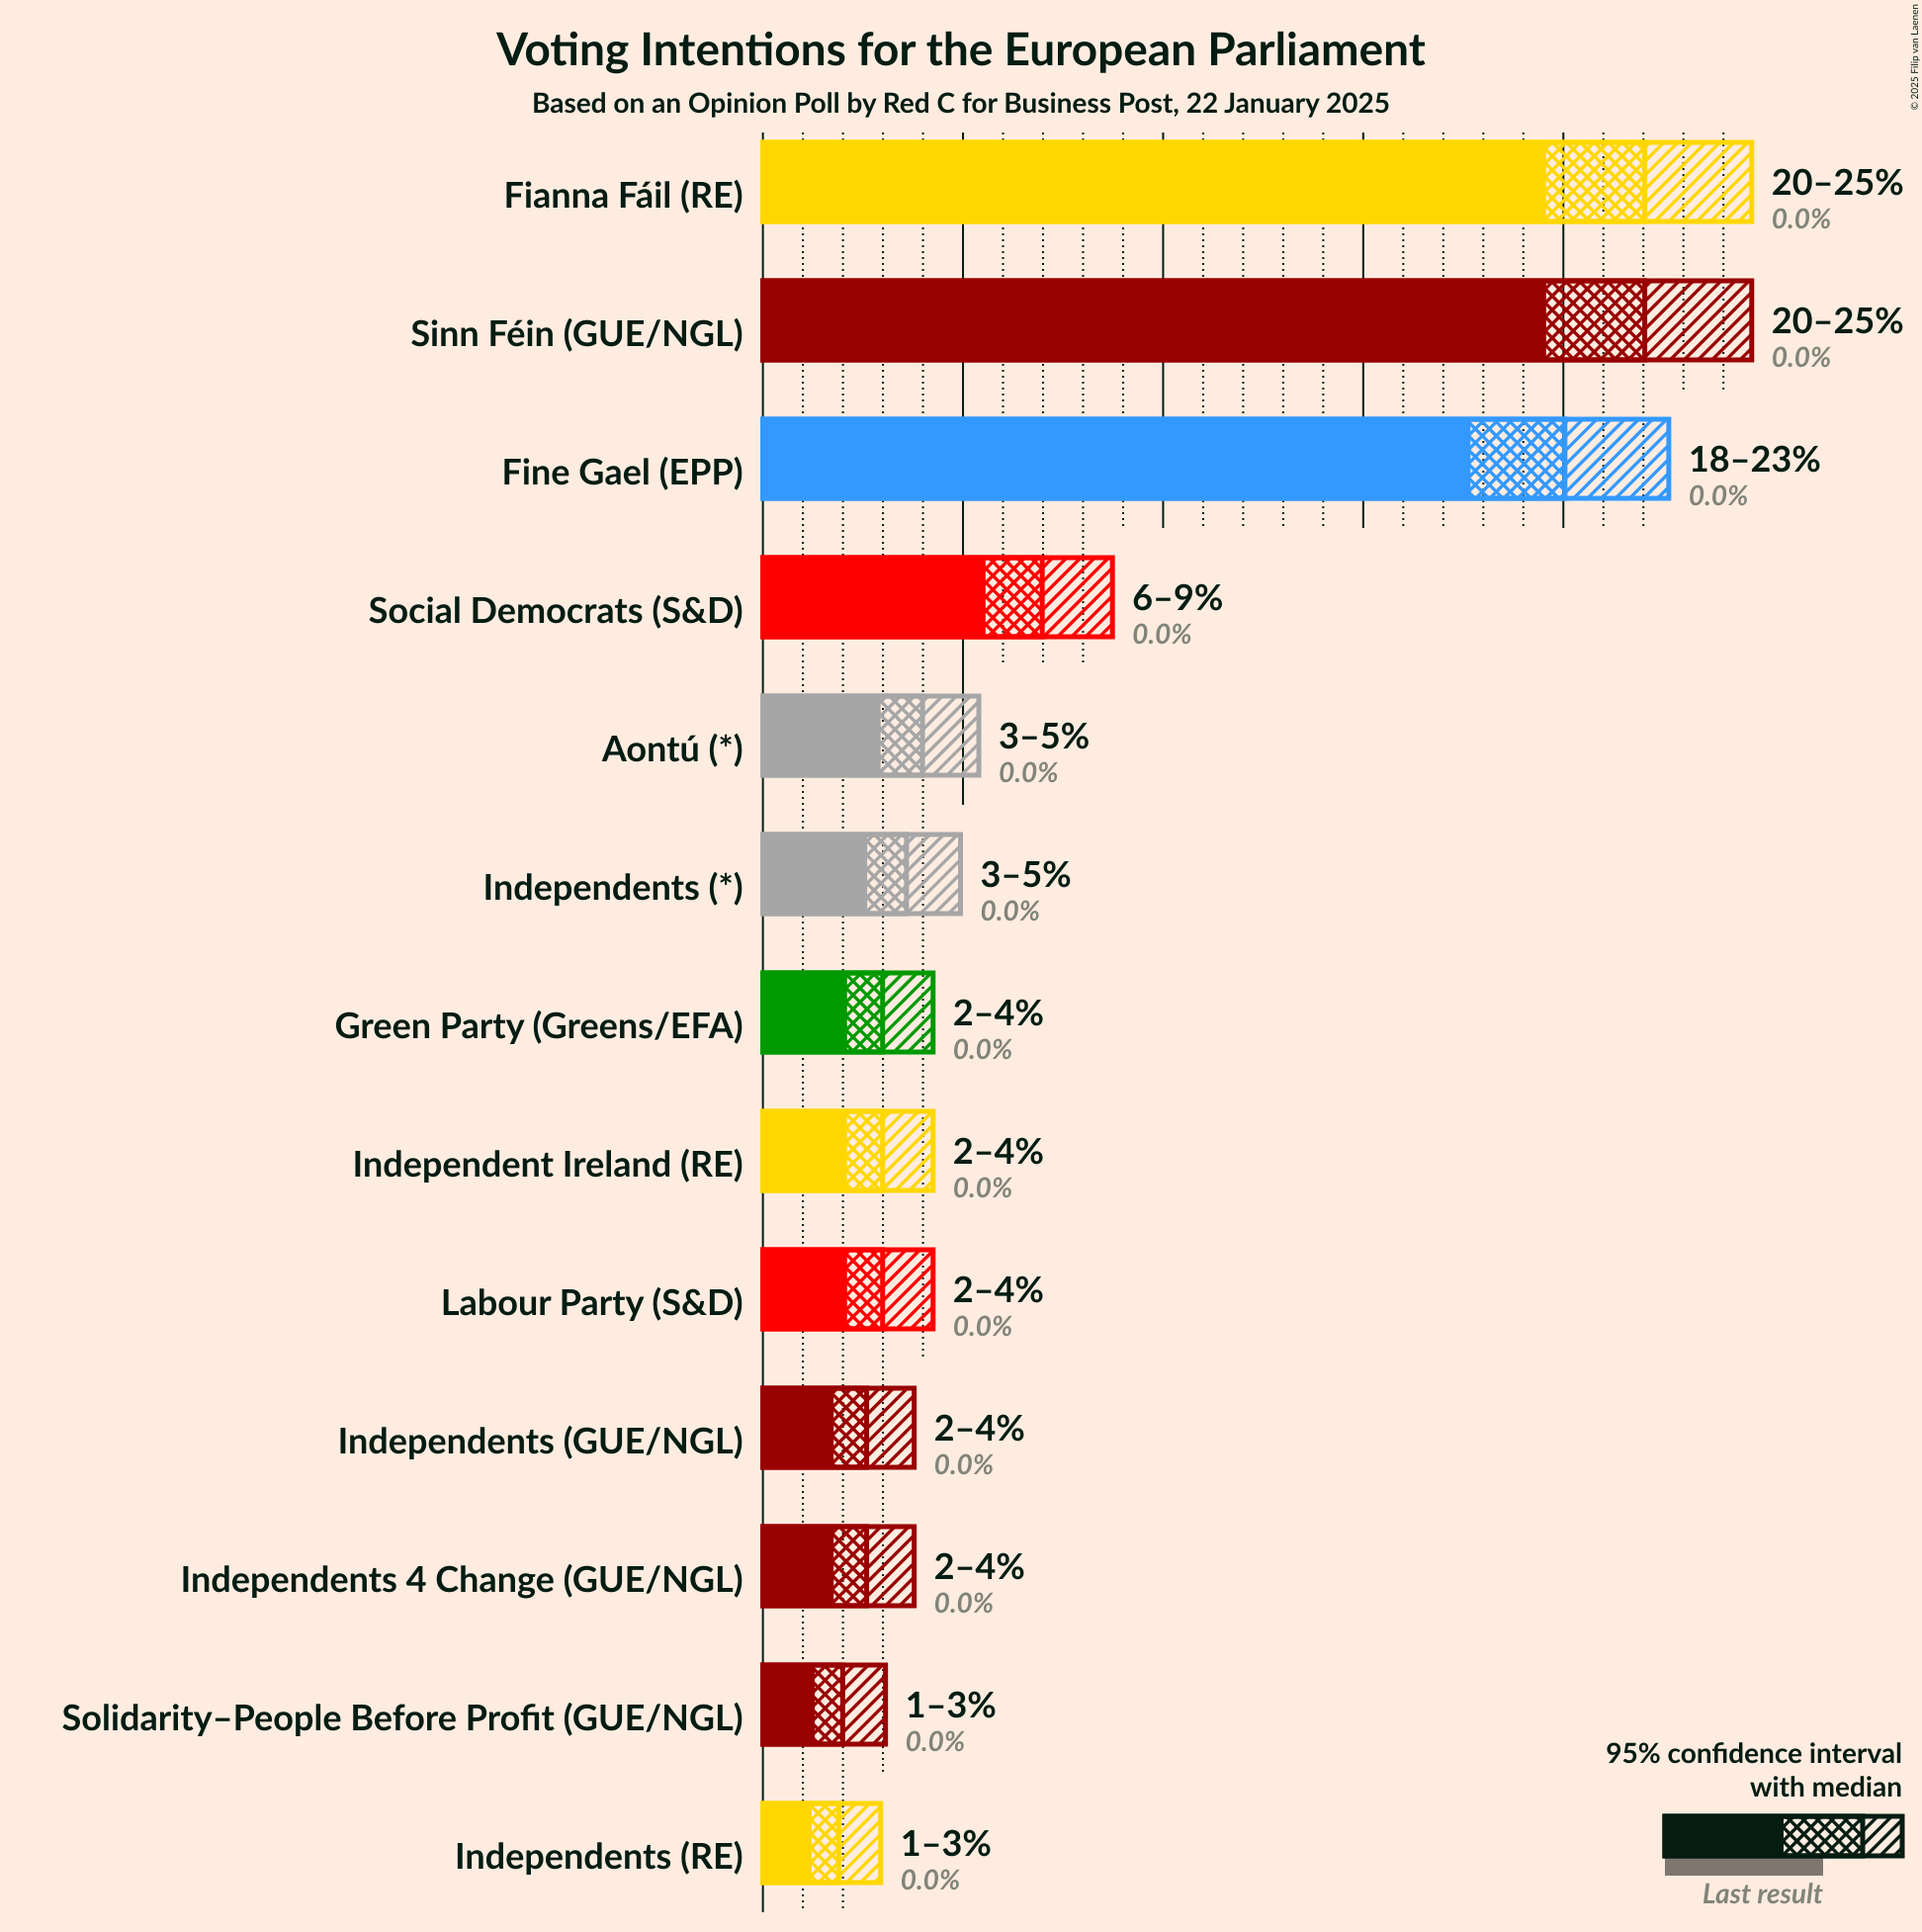 Voting Intentions for the European Parliament
Based on an Opinion Poll by Red C for Business Post, 22 January 2025
© 2025 Filip van Laenen
Fianna Fáil (RE)
20–25%
0.0%
Sinn Féin (GUE/NGL)
20–25%
0.0%
Fine Gael (EPP)
18–23%
0.0%
Social Democrats (S&D)
6–9%
0.0%
Aontú (*)
3–5%
0.0%
Independents (*)
3–5%
0.0%
Green Party (Greens/EFA)
2–4%
0.0%
Independent Ireland (RE)
2–4%
0.0%
Labour Party (S&D)
2–4%
0.0%
Independents (GUE/NGL)
2–4%
0.0%
Independents 4 Change (GUE/NGL)
2–4%
0.0%
Solidarity–People Before Profit (GUE/NGL)
1–3%
0.0%
Independents (RE)
1–3%
0.0%
95% confidence interval
with median
Last result